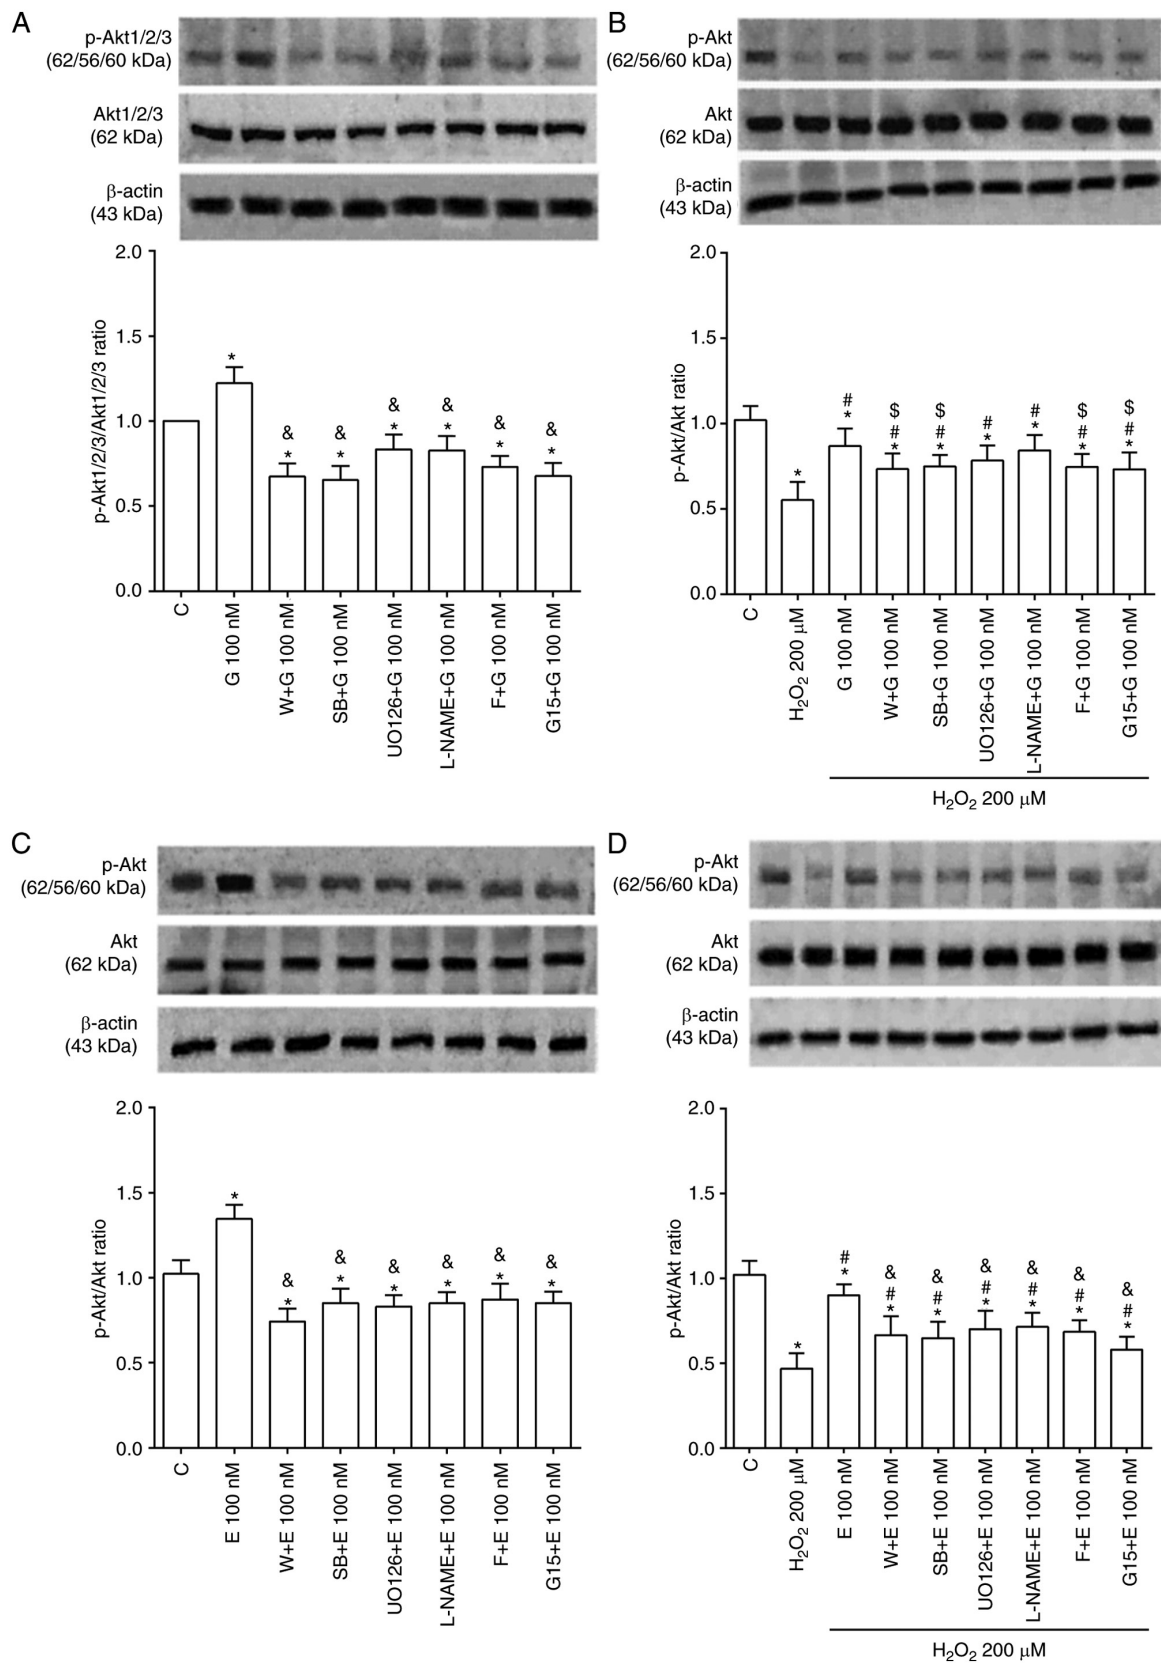 A
p-Akt1/2/3
(62/56/60 kDa)
Akt1/2/3
(62 kDa)
β-actin
(43 kDa)
p-Akt1/2/3/Akt1/2/3 ratio
2.0
1.5
1.0
0.5
0.0
*
&
*
&
*
&
*
&
*
&
*
&
*
C
G 100 nM
W+G 100 nM
SB+G 100 nM
UO126+G 100 nM
L-NAME+G 100 nM
F+G 100 nM
G15+G 100 nM
B
p-Akt
(62/56/60 kDa)
Akt
(62 kDa)
β-actin
(43 kDa)
p-Akt/Akt ratio
2.0
1.5
1.0
0.5
0.0
*
#
*
$
#*
$
#*
#
*
#
*
$
#*
$
#*
C
H₂O₂ 200 μM
G 100 nM
W+G 100 nM
SB+G 100 nM
UO126+G 100 nM
L-NAME+G 100 nM
F+G 100 nM
G15+G 100 nM
H₂O₂ 200 μM
C
p-Akt
(62/56/60 kDa)
Akt
(62 kDa)
β-actin
(43 kDa)
p-Akt/Akt ratio
2.0
1.5
1.0
0.5
0.0
*
&
*
&
*
&
*
&
*
&
*
&
*
C
E 100 nM
W+E 100 nM
SB+E 100 nM
UO126+E 100 nM
L-NAME+E 100 nM
F+E 100 nM
G15+E 100 nM
D
p-Akt
(62/56/60 kDa)
Akt
(62 kDa)
β-actin
(43 kDa)
p-Akt/Akt ratio
2.0
1.5
1.0
0.5
0.0
*
#
*
&
#*
&
#*
&
#*
&
#*
&
#*
&
#*
C
H₂O₂ 200 μM
E 100 nM
W+E 100 nM
SB+E 100 nM
UO126+E 100 nM
L-NAME+E 100 nM
F+E 100 nM
G15+E 100 nM
H₂O₂ 200 μM